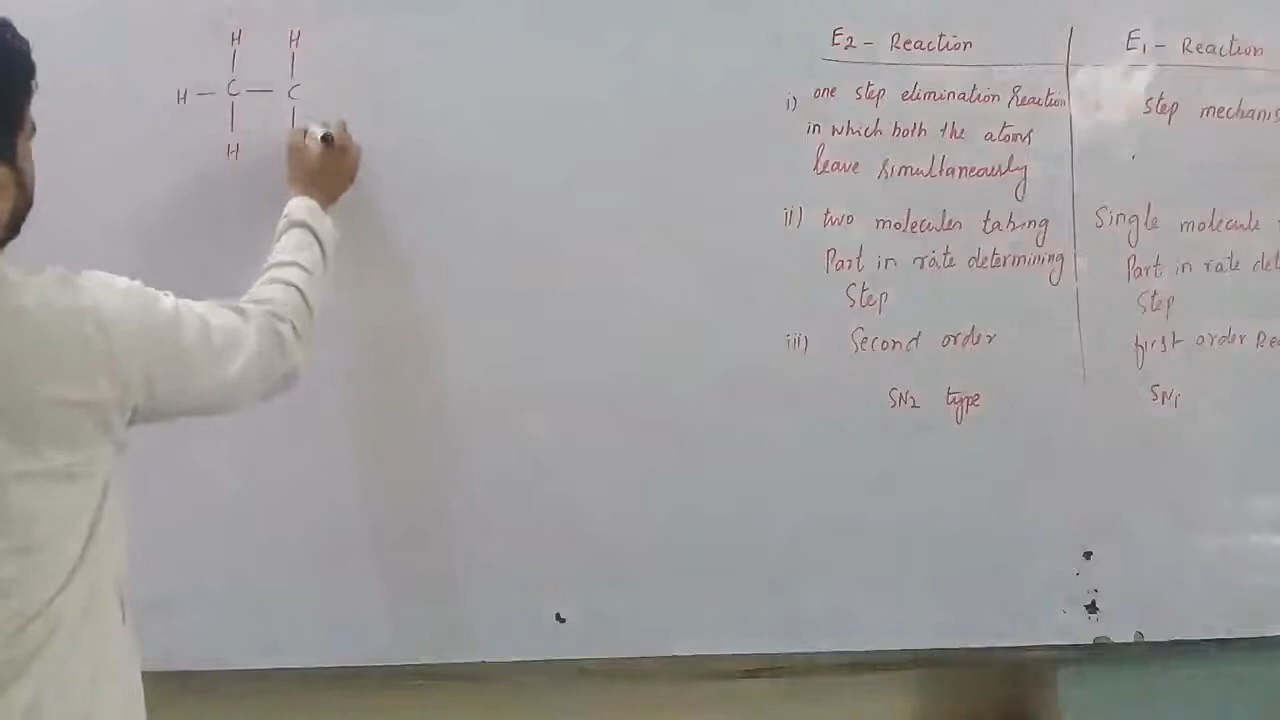 H H
H – C – C
H
E2 – Reaction
i) one step elimination Reaction
in which both the atoms
leave simultaneously
ii) two molecules taking
Part in rate determining
Step
iii) Second order
SN2 type
E1 – Reaction
Step mechanis
Single molecule
Part in rate det
Step
first order Rea
SN1